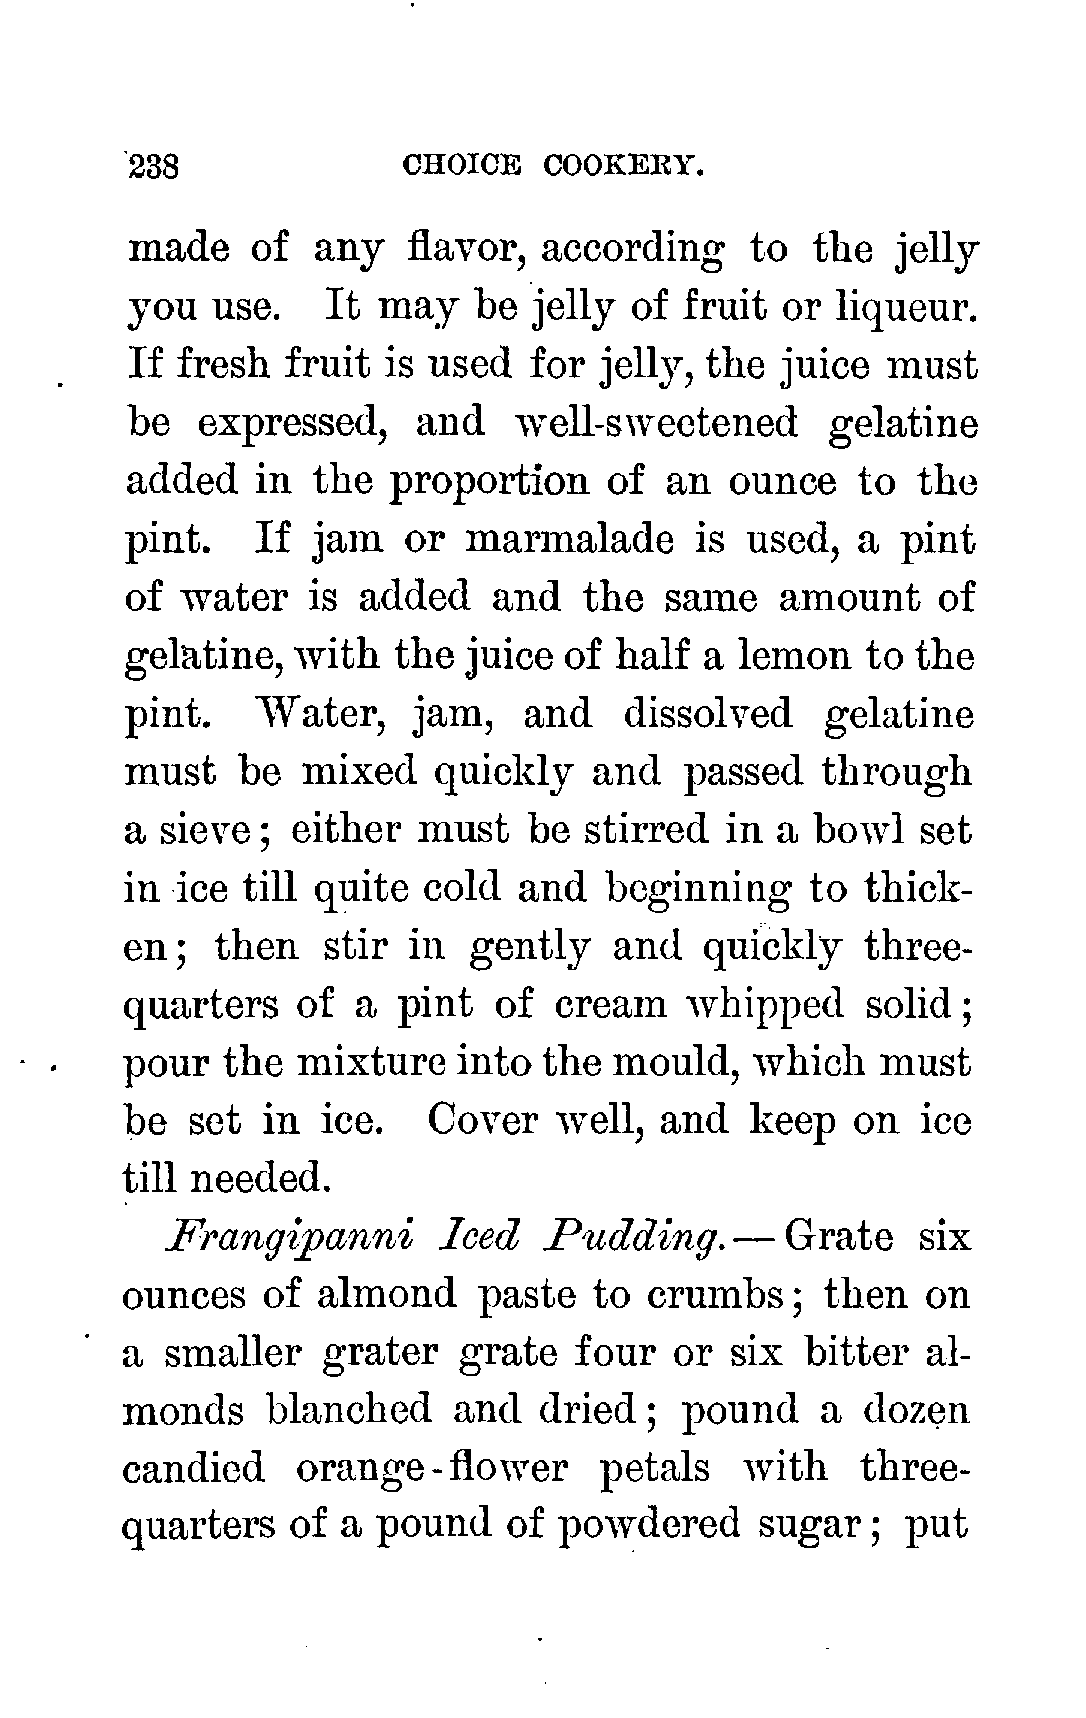 238 CHOICE COOKERY.
made of any flavor, according to the jelly
you use. It may be jelly of fruit or liqueur.
If fresh fruit is used for jelly, the juice must
be expressed, and well-sweetened gelatine
added in the proportion of an ounce to the
pint. If jam or marmalade is used, a pint
of water is added and the same amount of
gelatine, with the juice of half a lemon to the
pint. Water, jam, and dissolved gelatine
must be mixed quickly and passed through
a sieve; either must be stirred in a bowl set
in ice till quite cold and beginning to thick-
en; then stir in gently and quickly three-
quarters of a pint of cream whipped solid;
pour the mixture into the mould, which must
be set in ice. Cover well, and keep on ice
till needed.
Frangipanni Iced Pudding.—Grate six
ounces of almond paste to crumbs; then on
a smaller grater grate four or six bitter al-
monds blanched and dried; pound a dozen
candied orange-flower petals with three-
quarters of a pound of powdered sugar; put